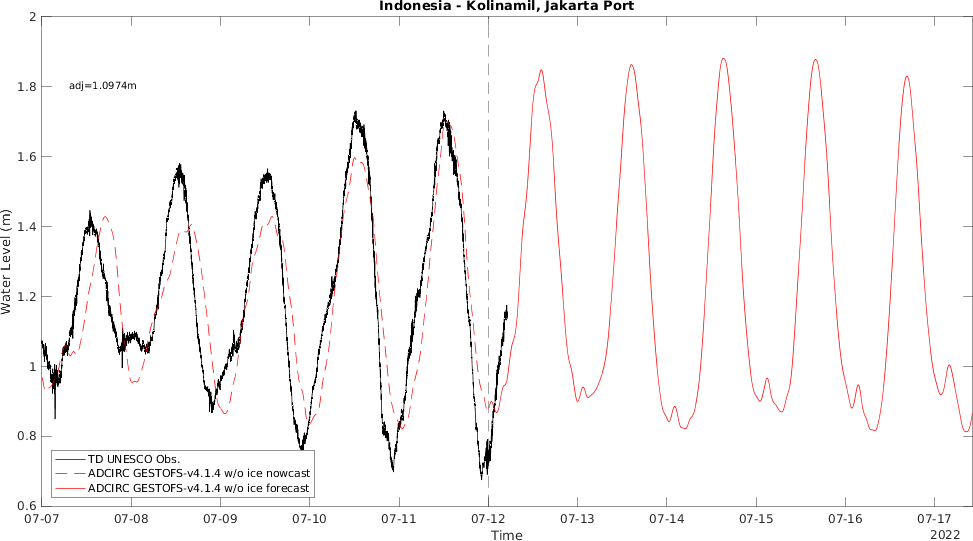 Indonesia - Kolinamil, Jakarta Port
2
1.8
1.6
1.4
1.2
1
0.8
0.6
Water Level (m)
adj=1.0974m
TD UNESCO Obs.
ADCIRC GESTOFS-v4.1.4 w/o ice nowcast
ADCIRC GESTOFS-v4.1.4 w/o ice forecast
07-07 07-08 07-09 07-10 07-11 07-12 07-13 07-14 07-15 07-16 07-17
Time
2022